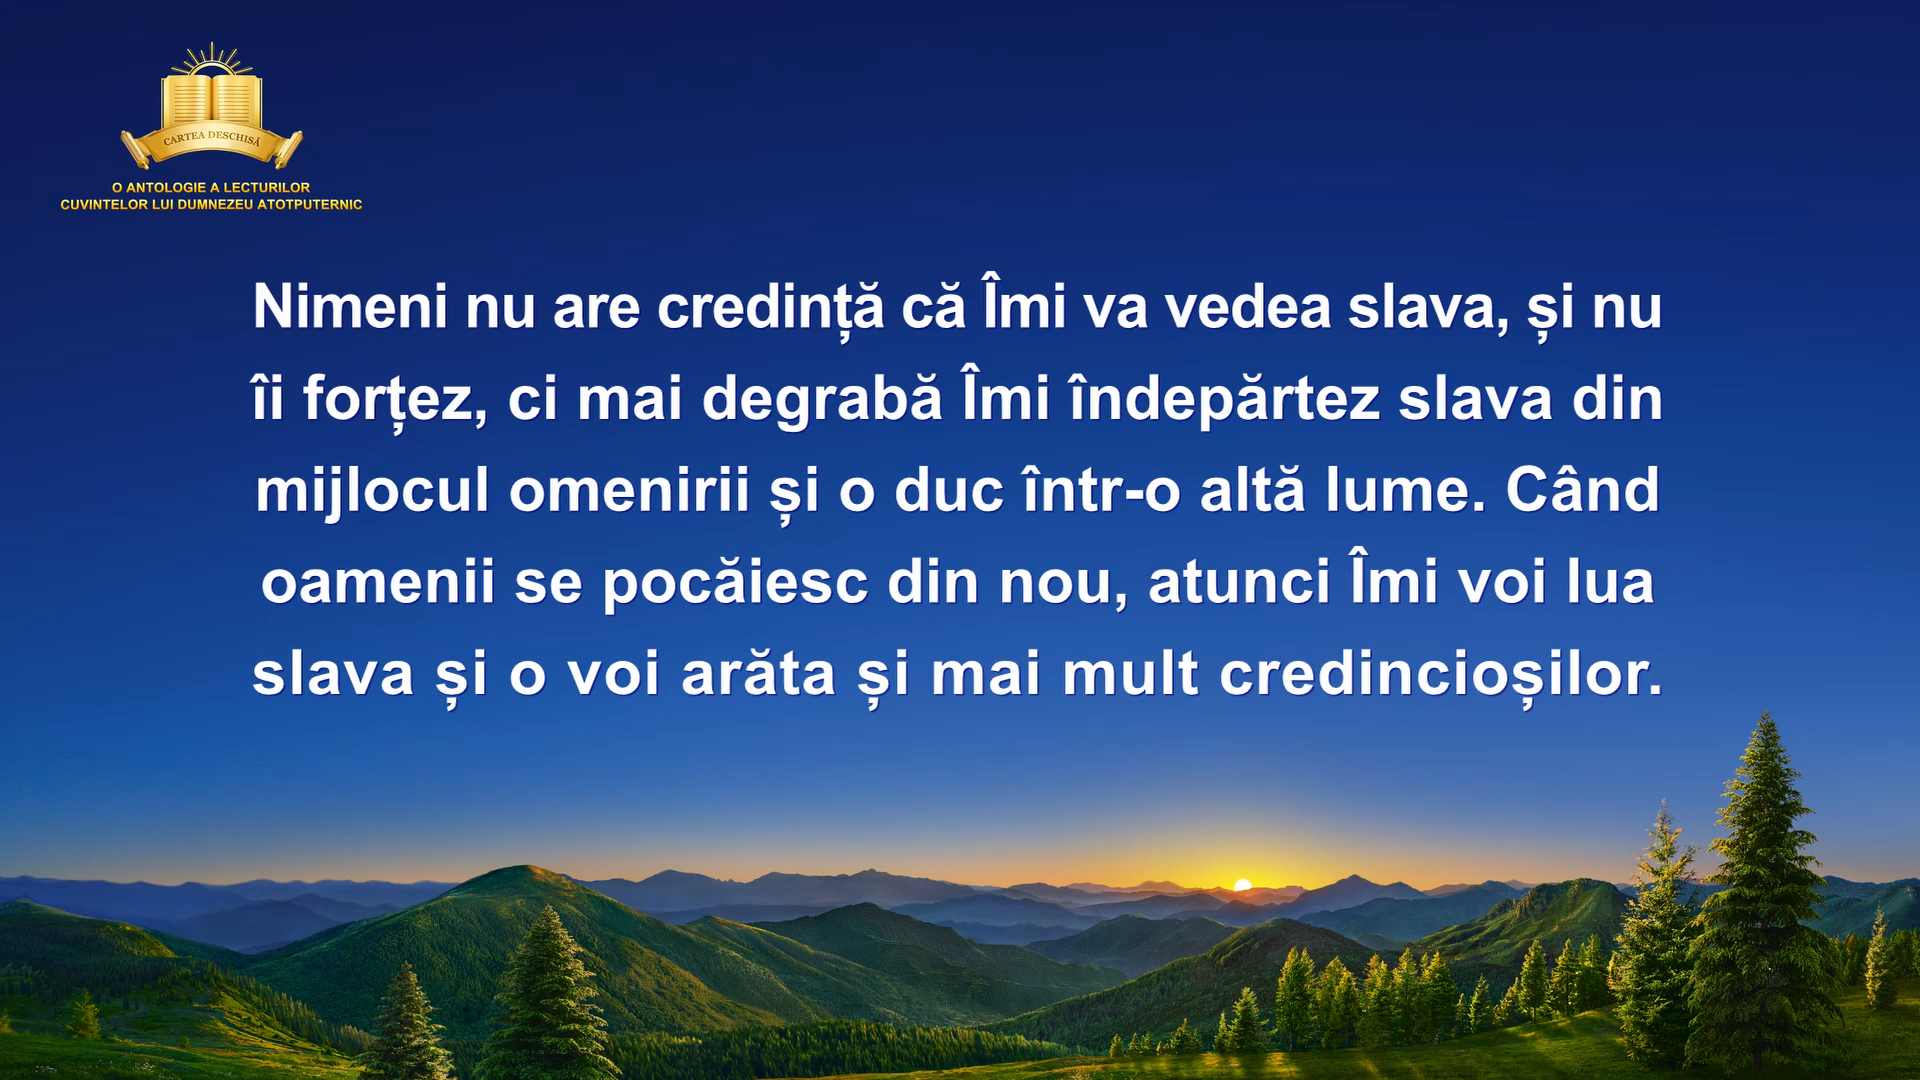 CARTEA DESCHISĂ
O ANTOLOGIE A LECTURILOR
CUVINTELOR LUI DUMNEZEU ATOTPUTERNIC
Nimeni nu are credință că Îmi va vedea slava, și nu
îi forțez, ci mai degrabă Îmi îndepărtez slava din
mijlocul omenirii și o duc într-o altă lume. Când
oamenii se pocăiesc din nou, atunci Îmi voi lua
slava și o voi arăta și mai mult credincioșilor.